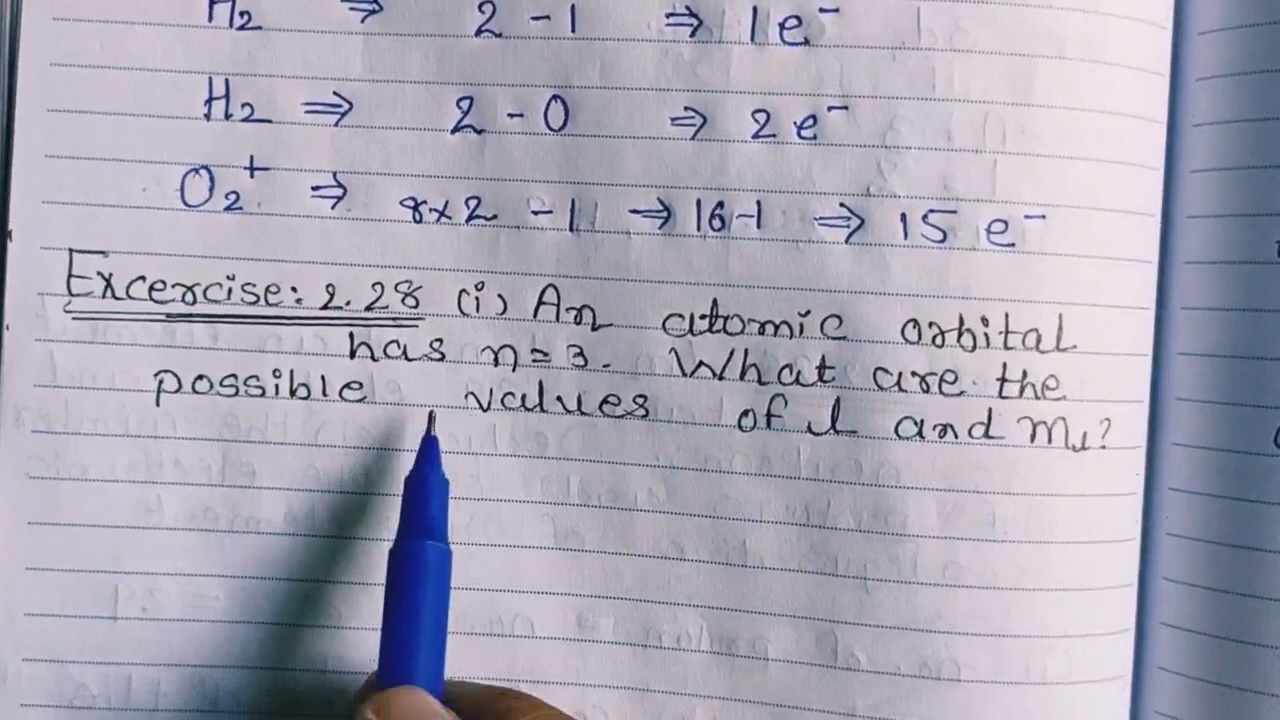 H₂ ⇒ 2 - 1 ⇒ 1e⁻
H₂ ⇒ 2 - 0 ⇒ 2e⁻
O₂⁺ ⇒ 8×2 - 1 ⇒ 16-1 ⇒ 15 e⁻
Excercise: 2.28 (i) An atomic orbital
has n = 3. What are the
possible values of l and mₗ?